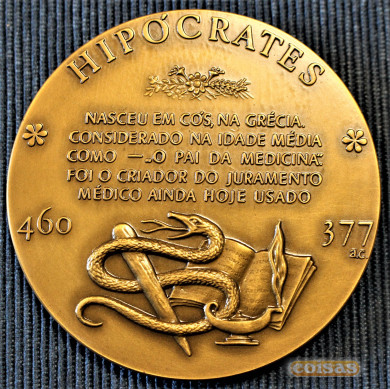 HIPÓCRATES
NASCEU EM CÓS, NA GRÉCIA.
CONSIDERADO NA IDADE MÉDIA
COMO —„O PAI DA MEDICINA”
FOI O CRIADOR DO JURAMENTO
MÉDICO AINDA HOJE USADO
460
377
a.C.
coisas